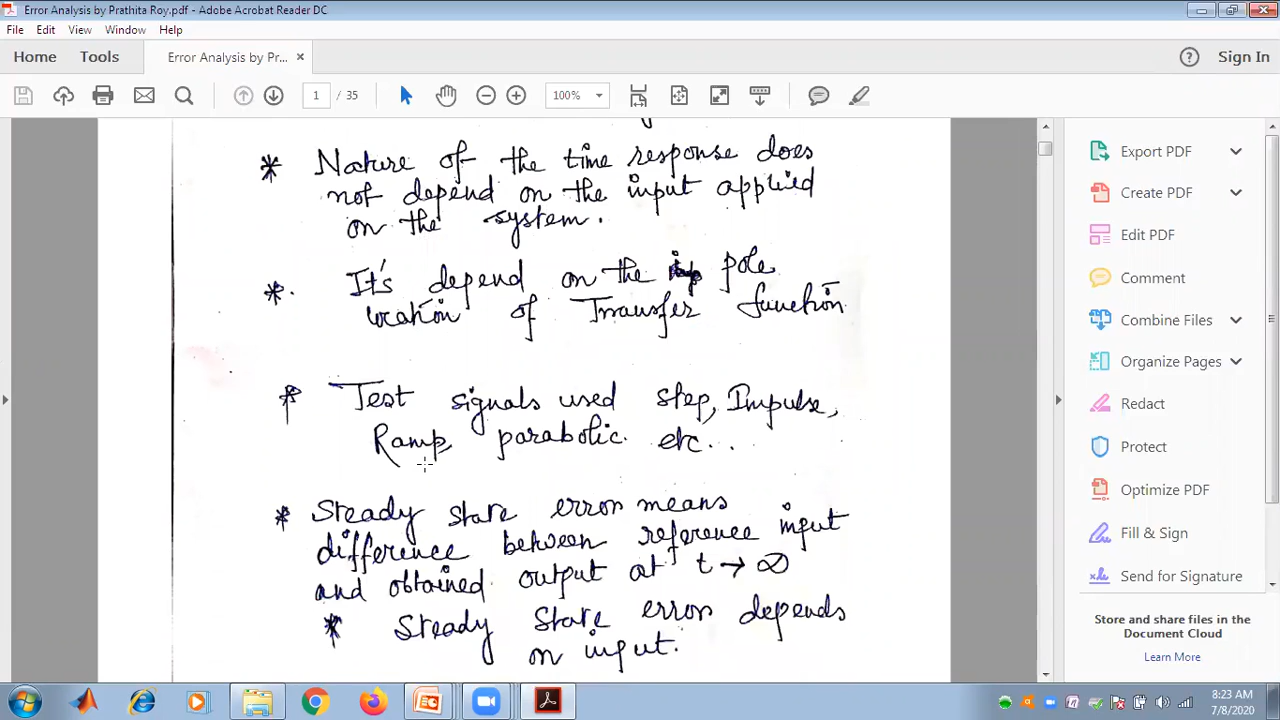 Error Analysis by Prathita Roy.pdf - Adobe Acrobat Reader DC
File Edit View Window Help
Home Tools Error Analysis by Pr... × Sign In
1 / 35 100%
* Nature of the time response does
not depend on the input applied
on the system.
* It's depend on the pole
location of Transfer function
* Test signals used step, Impulse,
Ramp, parabolic etc...
* Steady state error means
difference between reference input
and obtained output at t → ∞
* Steady State error depends
on input.
Export PDF
Create PDF
Edit PDF
Comment
Combine Files
Organize Pages
Redact
Protect
Optimize PDF
Fill & Sign
Send for Signature
Store and share files in the
Document Cloud
Learn More
8:23 AM
7/8/2020